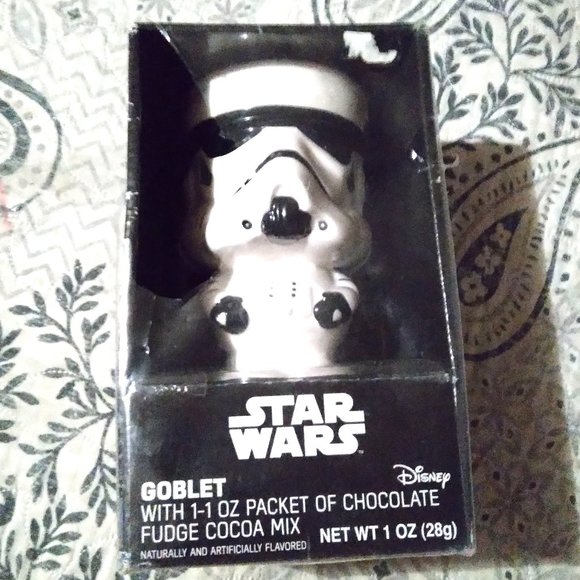 STAR
WARS™
GOBLET
Disney
WITH 1-1 OZ PACKET OF CHOCOLATE
FUDGE COCOA MIX
NET WT 1 OZ (28g)
NATURALLY AND ARTIFICIALLY FLAVORED